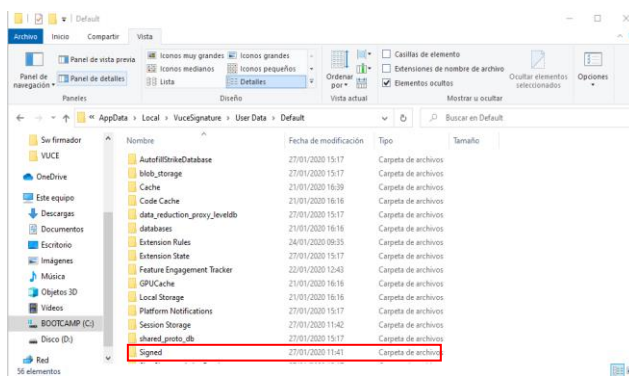 Default
Archivo Inicio Compartir Vista
Panel de navegación
Panel de vista previa
Panel de detalles
Paneles
Iconos muy grandes Iconos grandes
Iconos medianos Iconos pequeños
Lista Detalles
Diseño
Ordenar por
Vista actual
Casillas de elemento
Extensiones de nombre de archivo
Elementos ocultos
Ocultar elementos seleccionados
Mostrar u ocultar
Opciones
« AppData › Local › VuceSignature › User Data › Default
Buscar en Default
Sw firmador
VUCE
OneDrive
Este equipo
Descargas
Documentos
Escritorio
Imágenes
Música
Objetos 3D
Vídeos
BOOTCAMP (C:)
Disco (D:)
Red
Nombre Fecha de modificación Tipo Tamaño
AutofillStrikeDatabase 27/01/2020 15:17 Carpeta de archivos
blob_storage 27/01/2020 15:17 Carpeta de archivos
Cache 21/01/2020 16:39 Carpeta de archivos
Code Cache 21/01/2020 16:16 Carpeta de archivos
data_reduction_proxy_leveldb 27/01/2020 15:17 Carpeta de archivos
databases 21/01/2020 16:16 Carpeta de archivos
Extension Rules 24/01/2020 09:35 Carpeta de archivos
Extension State 27/01/2020 15:17 Carpeta de archivos
Feature Engagement Tracker 22/01/2020 12:43 Carpeta de archivos
GPUCache 21/01/2020 16:16 Carpeta de archivos
Local Storage 21/01/2020 16:16 Carpeta de archivos
Platform Notifications 27/01/2020 15:17 Carpeta de archivos
Session Storage 27/01/2020 11:42 Carpeta de archivos
shared_proto_db 27/01/2020 15:17 Carpeta de archivos
Signed 27/01/2020 11:41 Carpeta de archivos
56 elementos